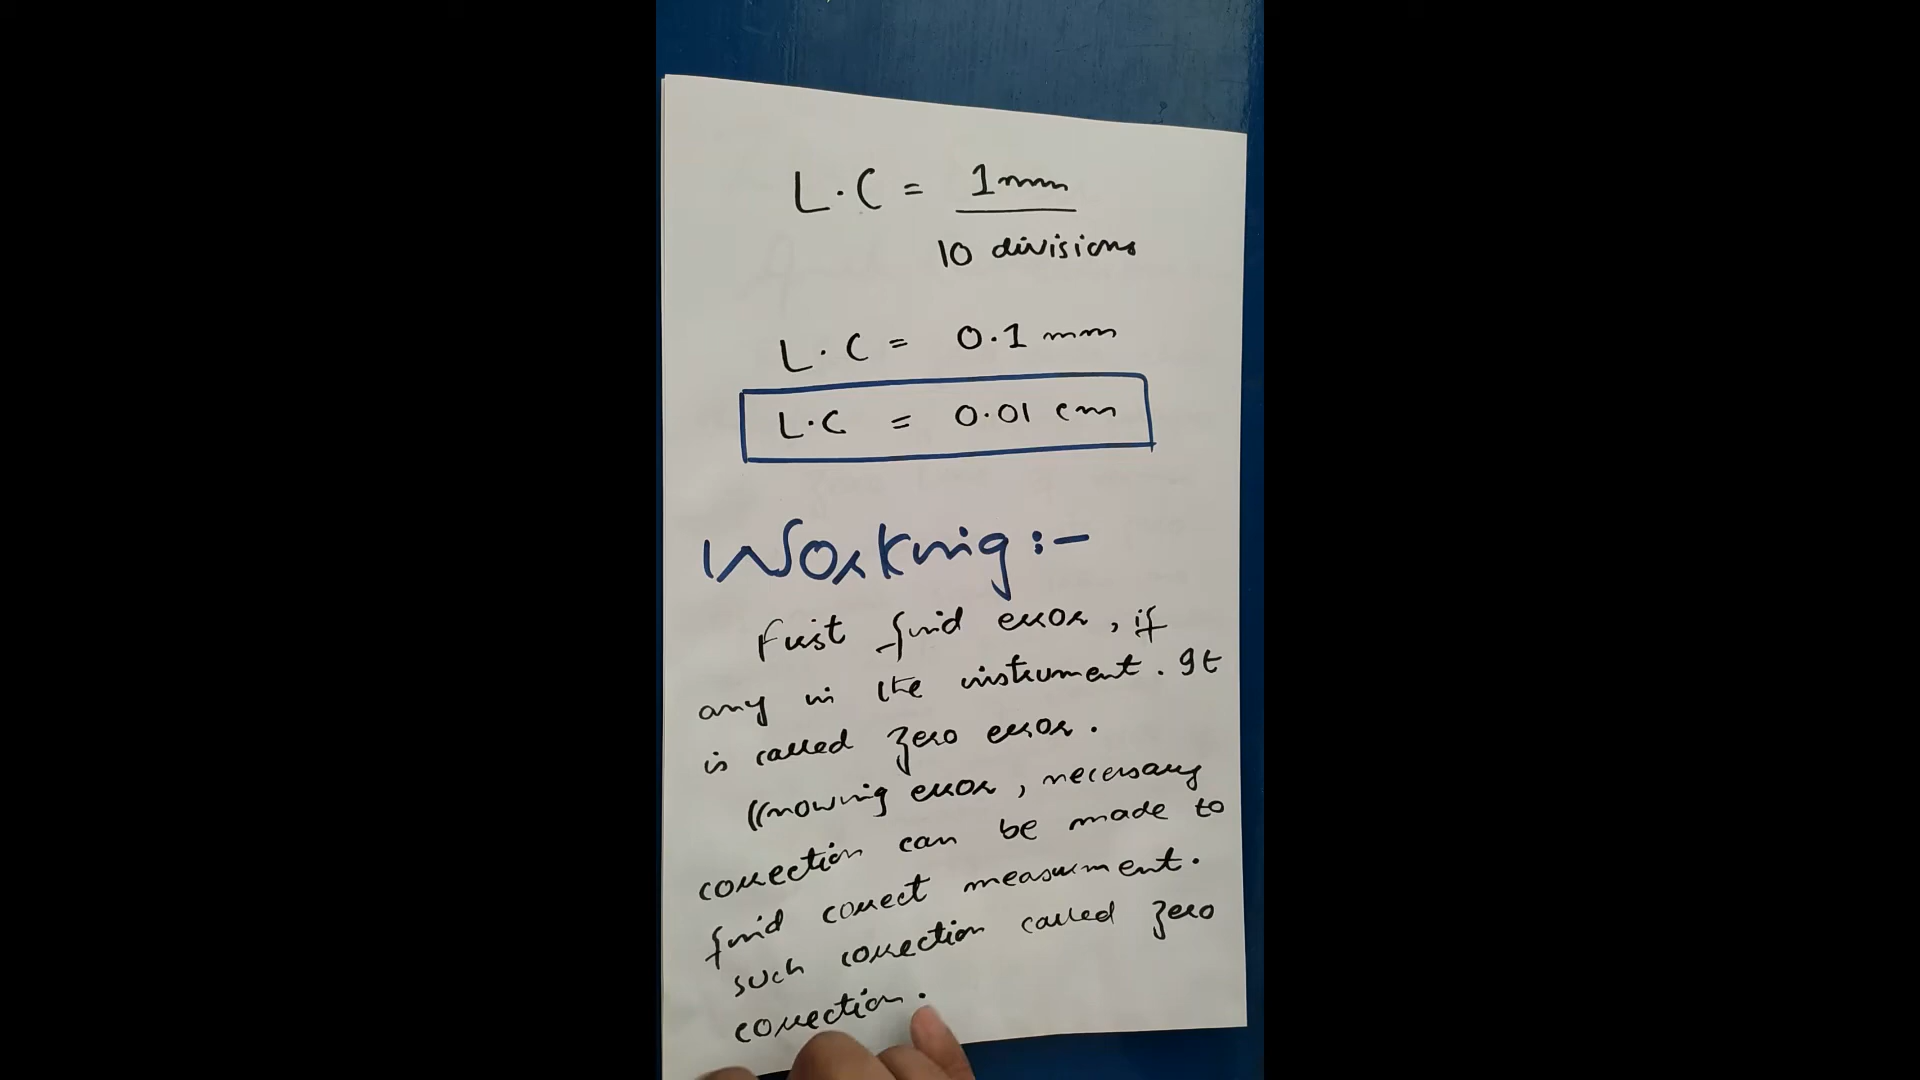 L.C = 1mm
10 divisions
L.C = 0.1 mm
L.C = 0.01 cm
Working:-
First find error, if
any in the instrument. It
is called zero error.
Knowing error, necessary
correction can be made to
find correct measurment.
such correction called zero
correction.